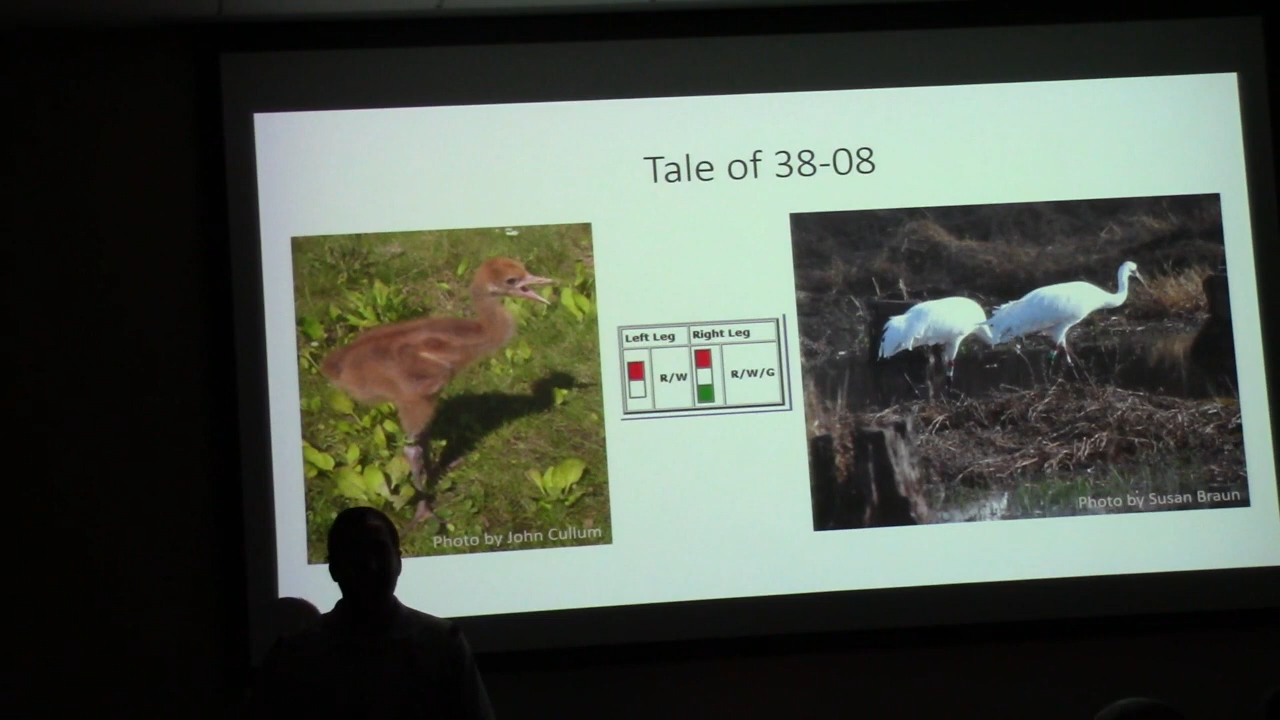 Tale of 38-08
Left Leg Right Leg
R/W R/W/G
Photo by John Cullum
Photo by Susan Braun